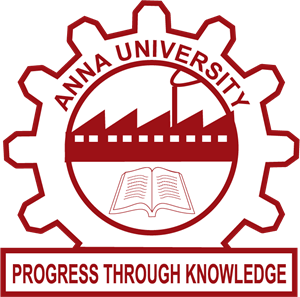 ANNA UNIVERSITY
PROGRESS THROUGH KNOWLEDGE